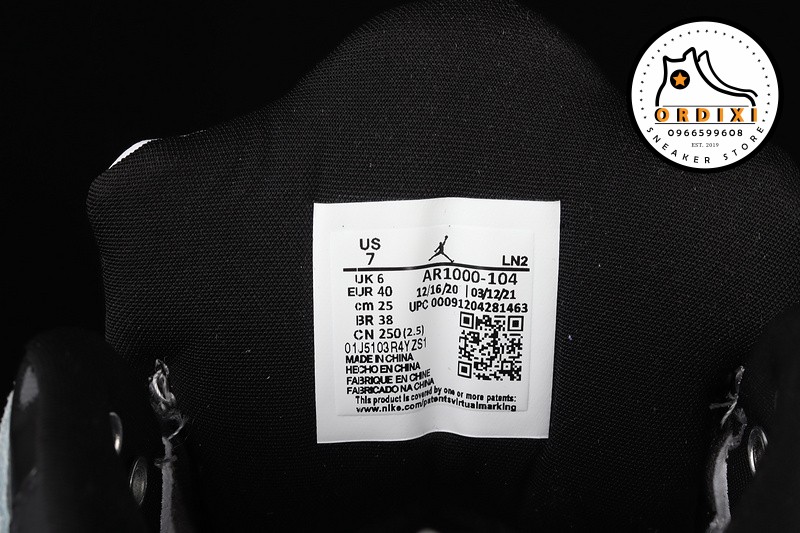 ORDIXI
0966599608
EST. 2019
SNEAKER STORE
US
7
LN2
UK 6
AR1000-104
EUR 40
12/16/20 | 03/12/21
cm 25
UPC 00091204281463
BR 38
CN 250(2.5)
01J5103R4YZS1
MADE IN CHINA
HECHO EN CHINA
FABRIQUE EN CHINE
FABRICADO NA CHINA
This product is covered by one or more patents:
www.nike.com/patentsvirtualmarking